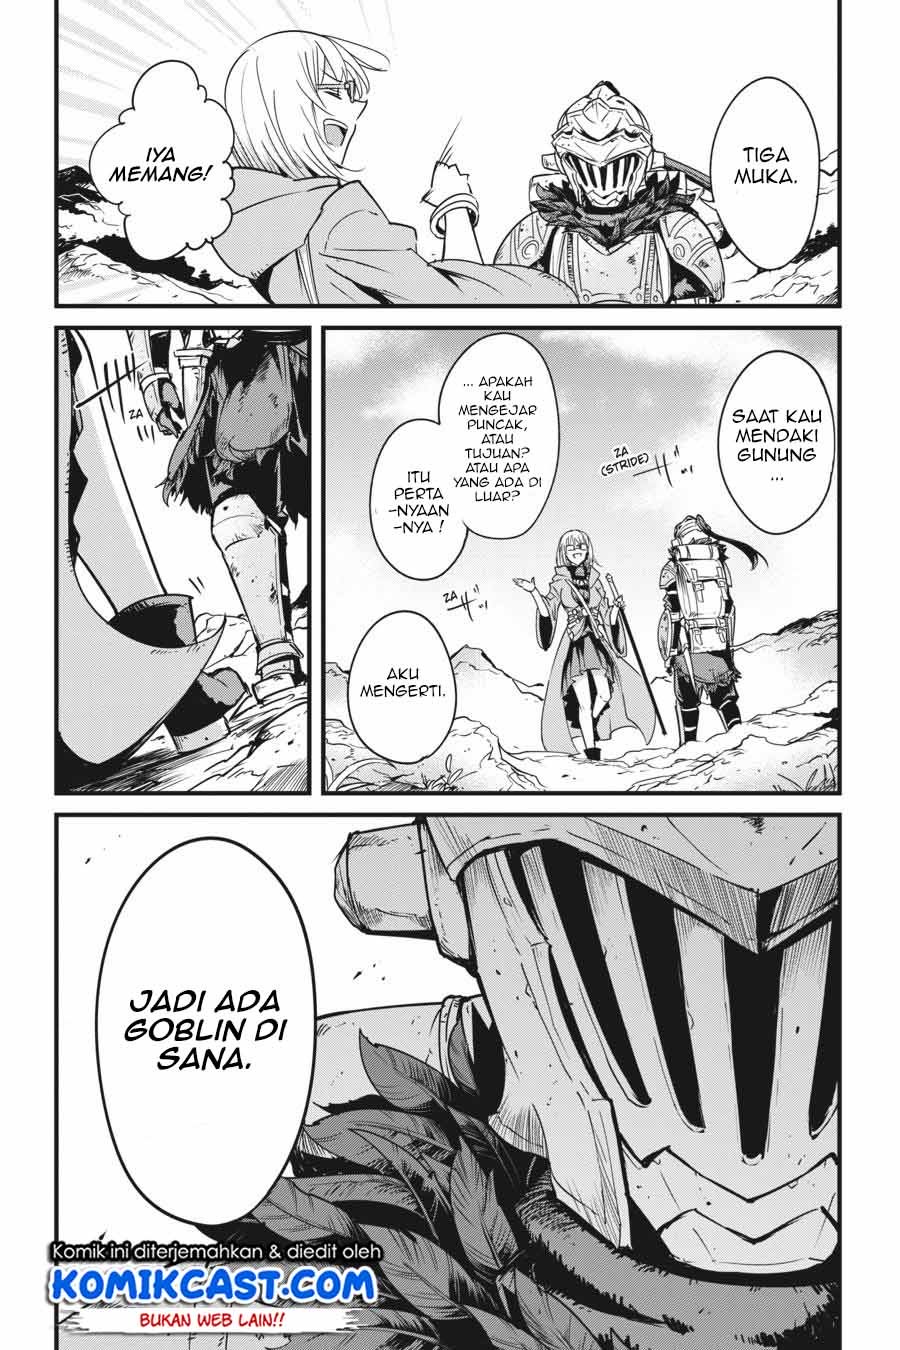 TIGA
MUKA.
IYA
MEMANG!
SAAT KAU
MENDAKI
GUNUNG
...
ZA
(STRIDE)
... APAKAH
KAU
MENGEJAR
PUNCAK,
ATAU
TUJUAN?
ATAU APA
YANG ADA DI
LUAR?
ITU
PERTA
-NYAAN
-NYA !
ZA
AKU
MENGERTI.
ZA
JADI ADA
GOBLIN DI
SANA.
Komik ini diterjemahkan & diedit oleh
KOMIKCAST.COM
BUKAN WEB LAIN!!